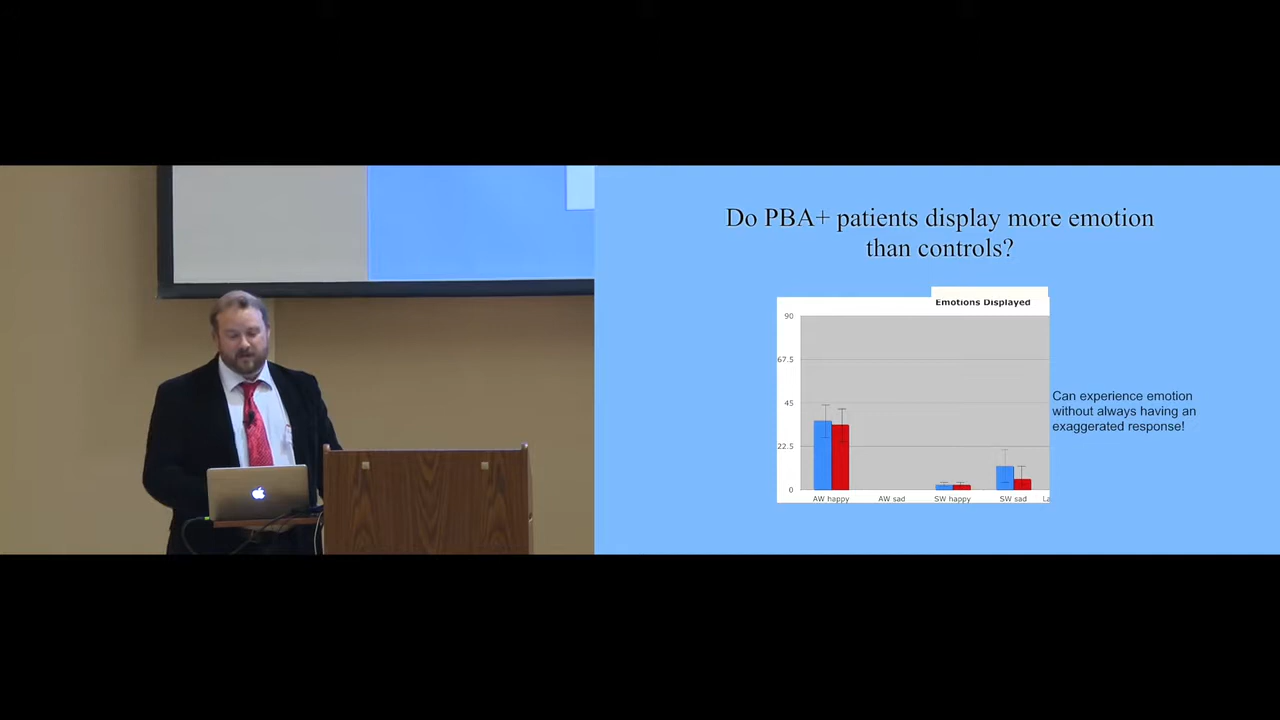 Do PBA+ patients display more emotion
than controls?
Emotions Displayed
90
67.5
45
22.5
0
AW happy
AW sad
SW happy
SW sad
La
Can experience emotion
without always having an
exaggerated response!